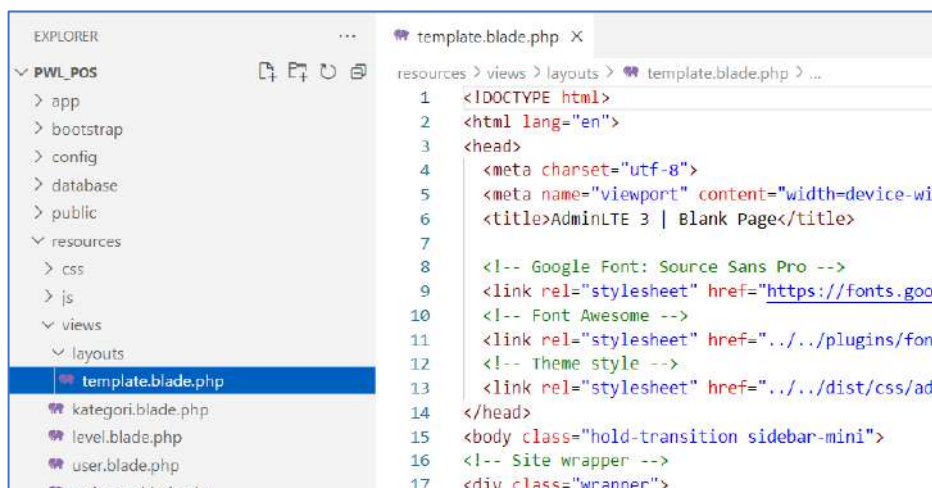 EXPLORER
...
PWL_POS
app
bootstrap
config
database
public
resources
css
js
views
layouts
template.blade.php
kategori.blade.php
level.blade.php
user.blade.php
template.blade.php ×
resources > views > layouts > template.blade.php > ...
1 <!DOCTYPE html>
2 <html lang="en">
3 <head>
4 <meta charset="utf-8">
5 <meta name="viewport" content="width=device-wi
6 <title>AdminLTE 3 | Blank Page</title>
7
8 <!-- Google Font: Source Sans Pro -->
9 <link rel="stylesheet" href="https://fonts.goo
10 <!-- Font Awesome -->
11 <link rel="stylesheet" href="../../plugins/fon
12 <!-- Theme style -->
13 <link rel="stylesheet" href="../../dist/css/ad
14 </head>
15 <body class="hold-transition sidebar-mini">
16 <!-- Site wrapper -->
17 <div class="wrapper">